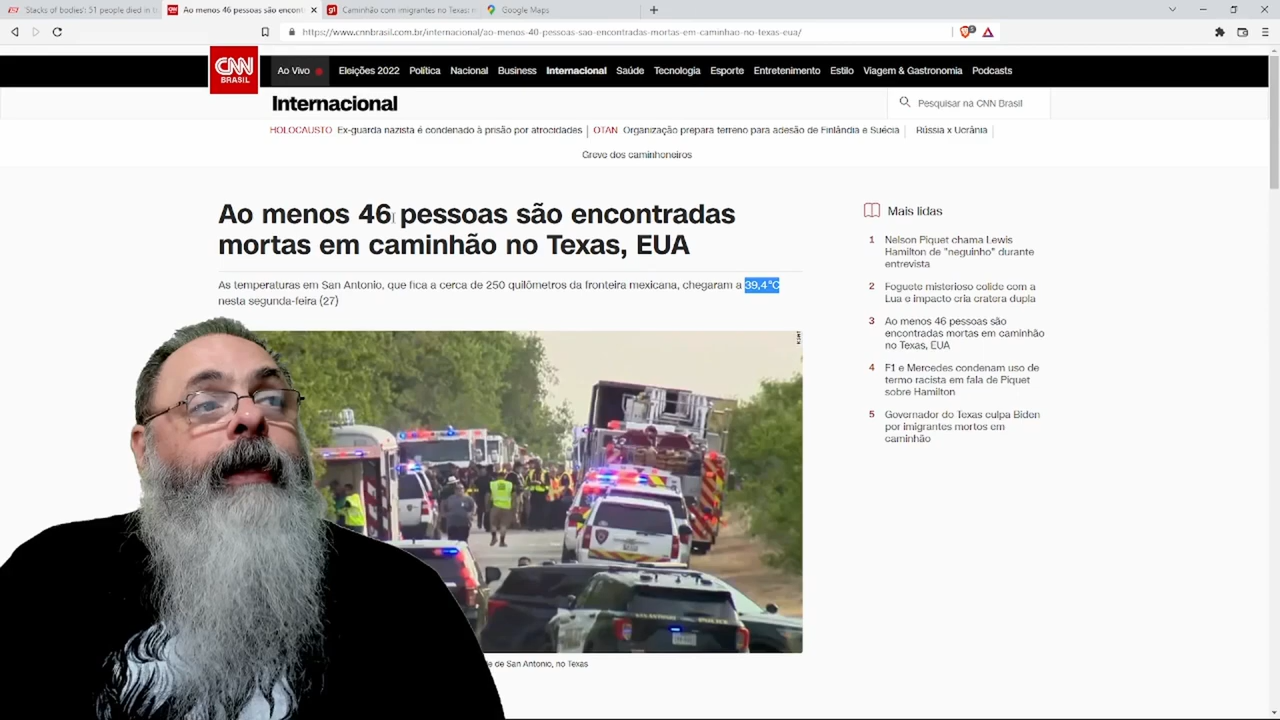 'Stacks of bodies': 51 people died in t
Ao menos 46 pessoas são encont
Caminhão com imigrantes no Texas: 
Google Maps
https://www.cnnbrasil.com.br/internacional/ao-menos-40-pessoas-sao-encontradas-mortas-em-caminhao-no-texas-eua/
CNN
BRASIL
Ao Vivo
Eleições 2022 Política Nacional Business Internacional Saúde Tecnologia Esporte Entretenimento Estilo Viagem & Gastronomia Podcasts
Internacional
Pesquisar na CNN Brasil
HOLOCAUSTO Ex-guarda nazista é condenado à prisão por atrocidades | OTAN Organização prepara terreno para adesão de Finlândia e Suécia | Rússia x Ucrânia |
Greve dos caminhoneiros
Ao menos 46 pessoas são encontradas
mortas em caminhão no Texas, EUA
As temperaturas em San Antonio, que fica a cerca de 250 quilômetros da fronteira mexicana, chegaram a 39,4°C
nesta segunda-feira (27)
Mais lidas
1 Nelson Piquet chama Lewis
Hamilton de "neguinho" durante
entrevista
2 Foguete misterioso colide com a
Lua e impacto cria cratera dupla
3 Ao menos 46 pessoas são
encontradas mortas em caminhão
no Texas, EUA
4 F1 e Mercedes condenam uso de
termo racista em fala de Piquet
sobre Hamilton
5 Governador do Texas culpa Biden
por imigrantes mortos em
caminhão
de San Antonio, no Texas